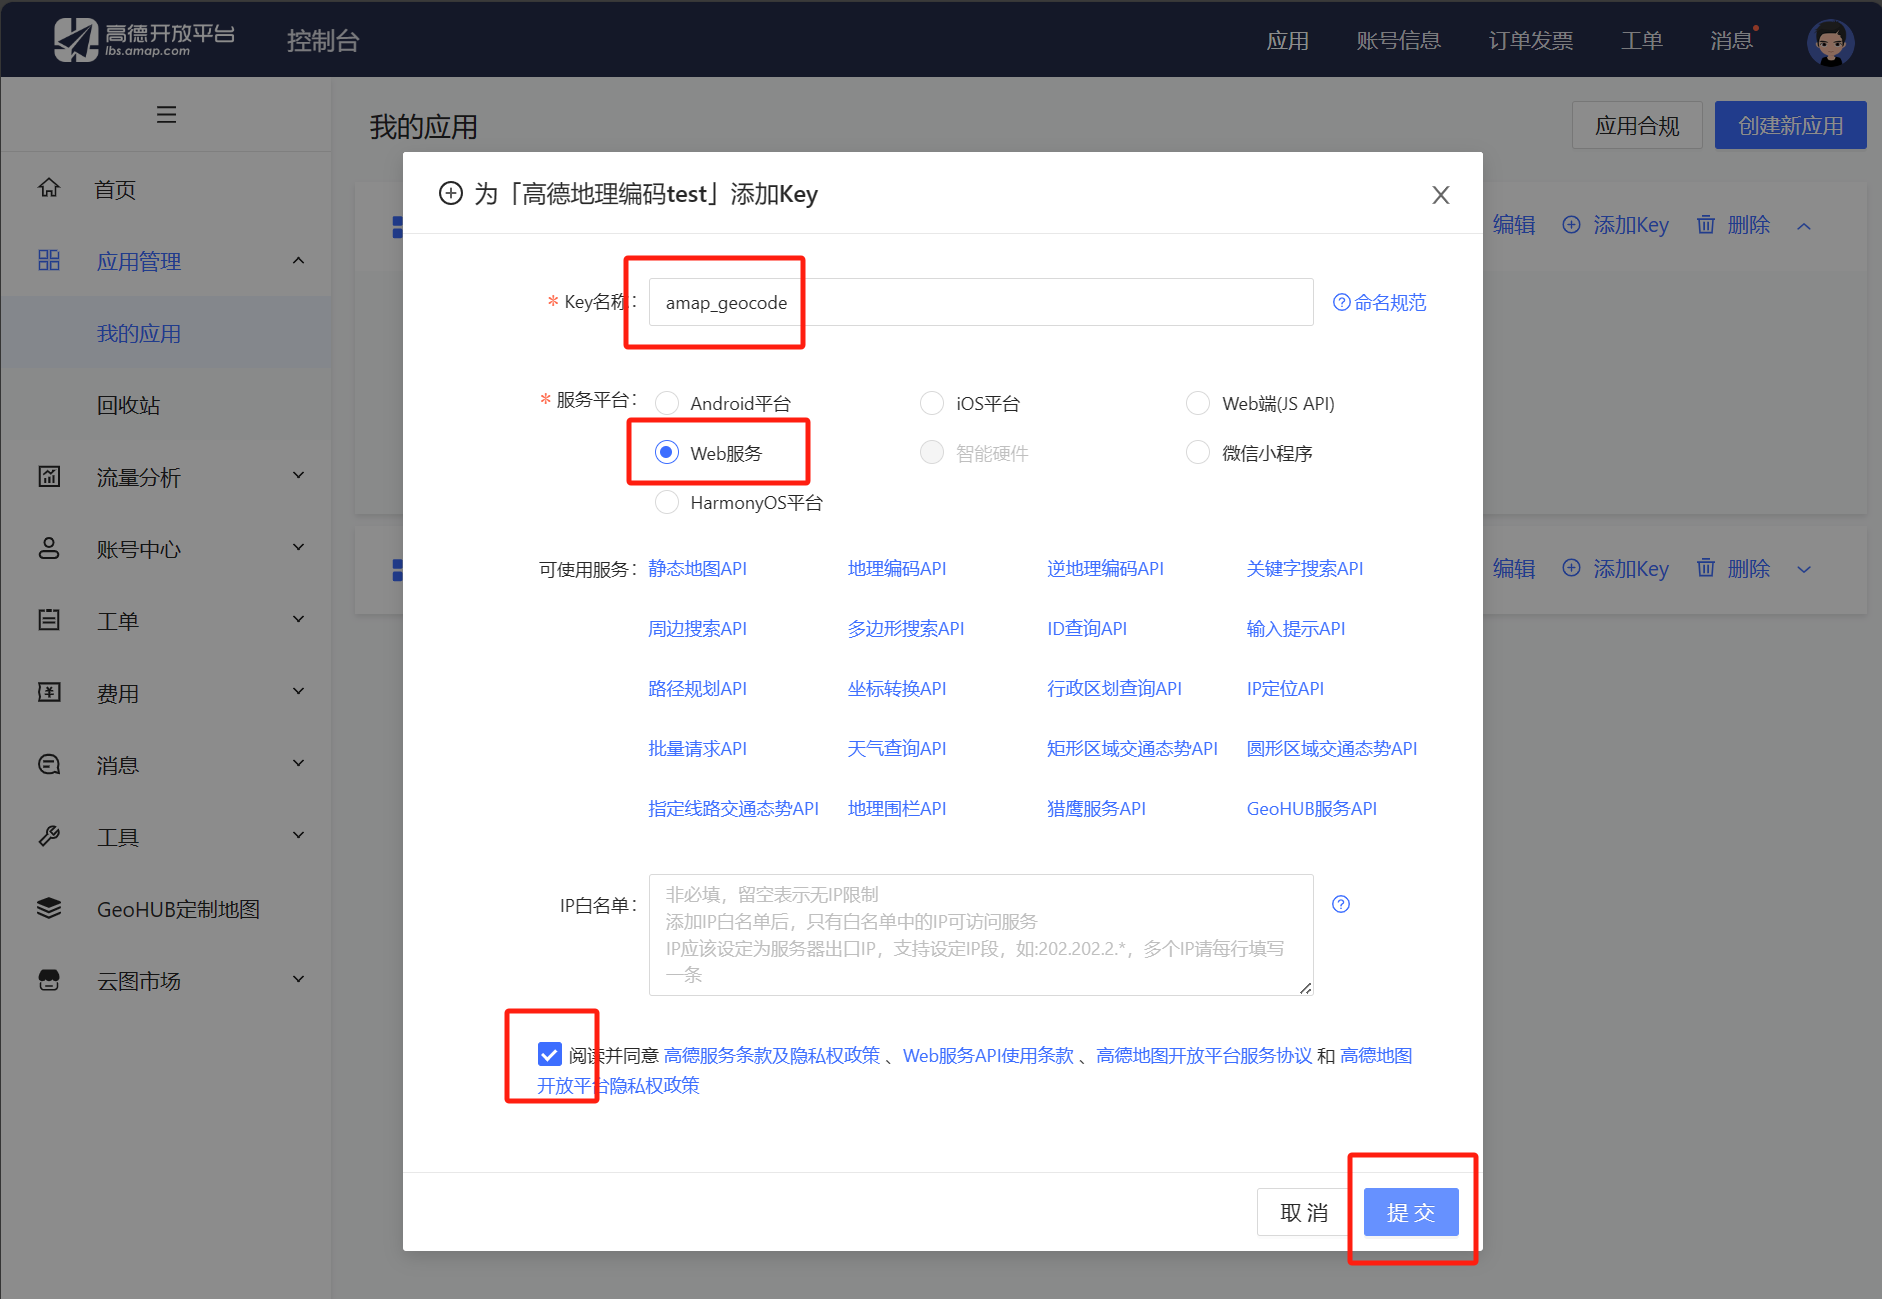 高德开放平台
lbs.amap.com
控制台
应用
账号信息
订单发票
工单
消息
我的应用
应用合规
创建新应用
首页
应用管理
我的应用
回收站
流量分析
账号中心
工单
费用
消息
工具
GeoHUB定制地图
云图市场
编辑
添加Key
删除
编辑
添加Key
删除
为「高德地理编码test」添加Key
X
* Key名称:
amap_geocode
命名规范
* 服务平台:
Android平台
iOS平台
Web端(JS API)
Web服务
智能硬件
微信小程序
HarmonyOS平台
可使用服务:
静态地图API 地理编码API 逆地理编码API 关键字搜索API
周边搜索API 多边形搜索API ID查询API 输入提示API
路径规划API 坐标转换API 行政区划查询API IP定位API
批量请求API 天气查询API 矩形区域交通态势API 圆形区域交通态势API
指定线路交通态势API 地理围栏API 猎鹰服务API GeoHUB服务API
IP白名单:
非必填，留空表示无IP限制
添加IP白名单后，只有白名单中的IP可访问服务
IP应该设定为服务器出口IP，支持设定IP段，如:202.202.2.*，多个IP请每行填写
一条
阅读并同意 高德服务条款及隐私权政策 、Web服务API使用条款 、高德地图开放平台服务协议 和 高德地图
开放平台隐私权政策
取 消
提 交